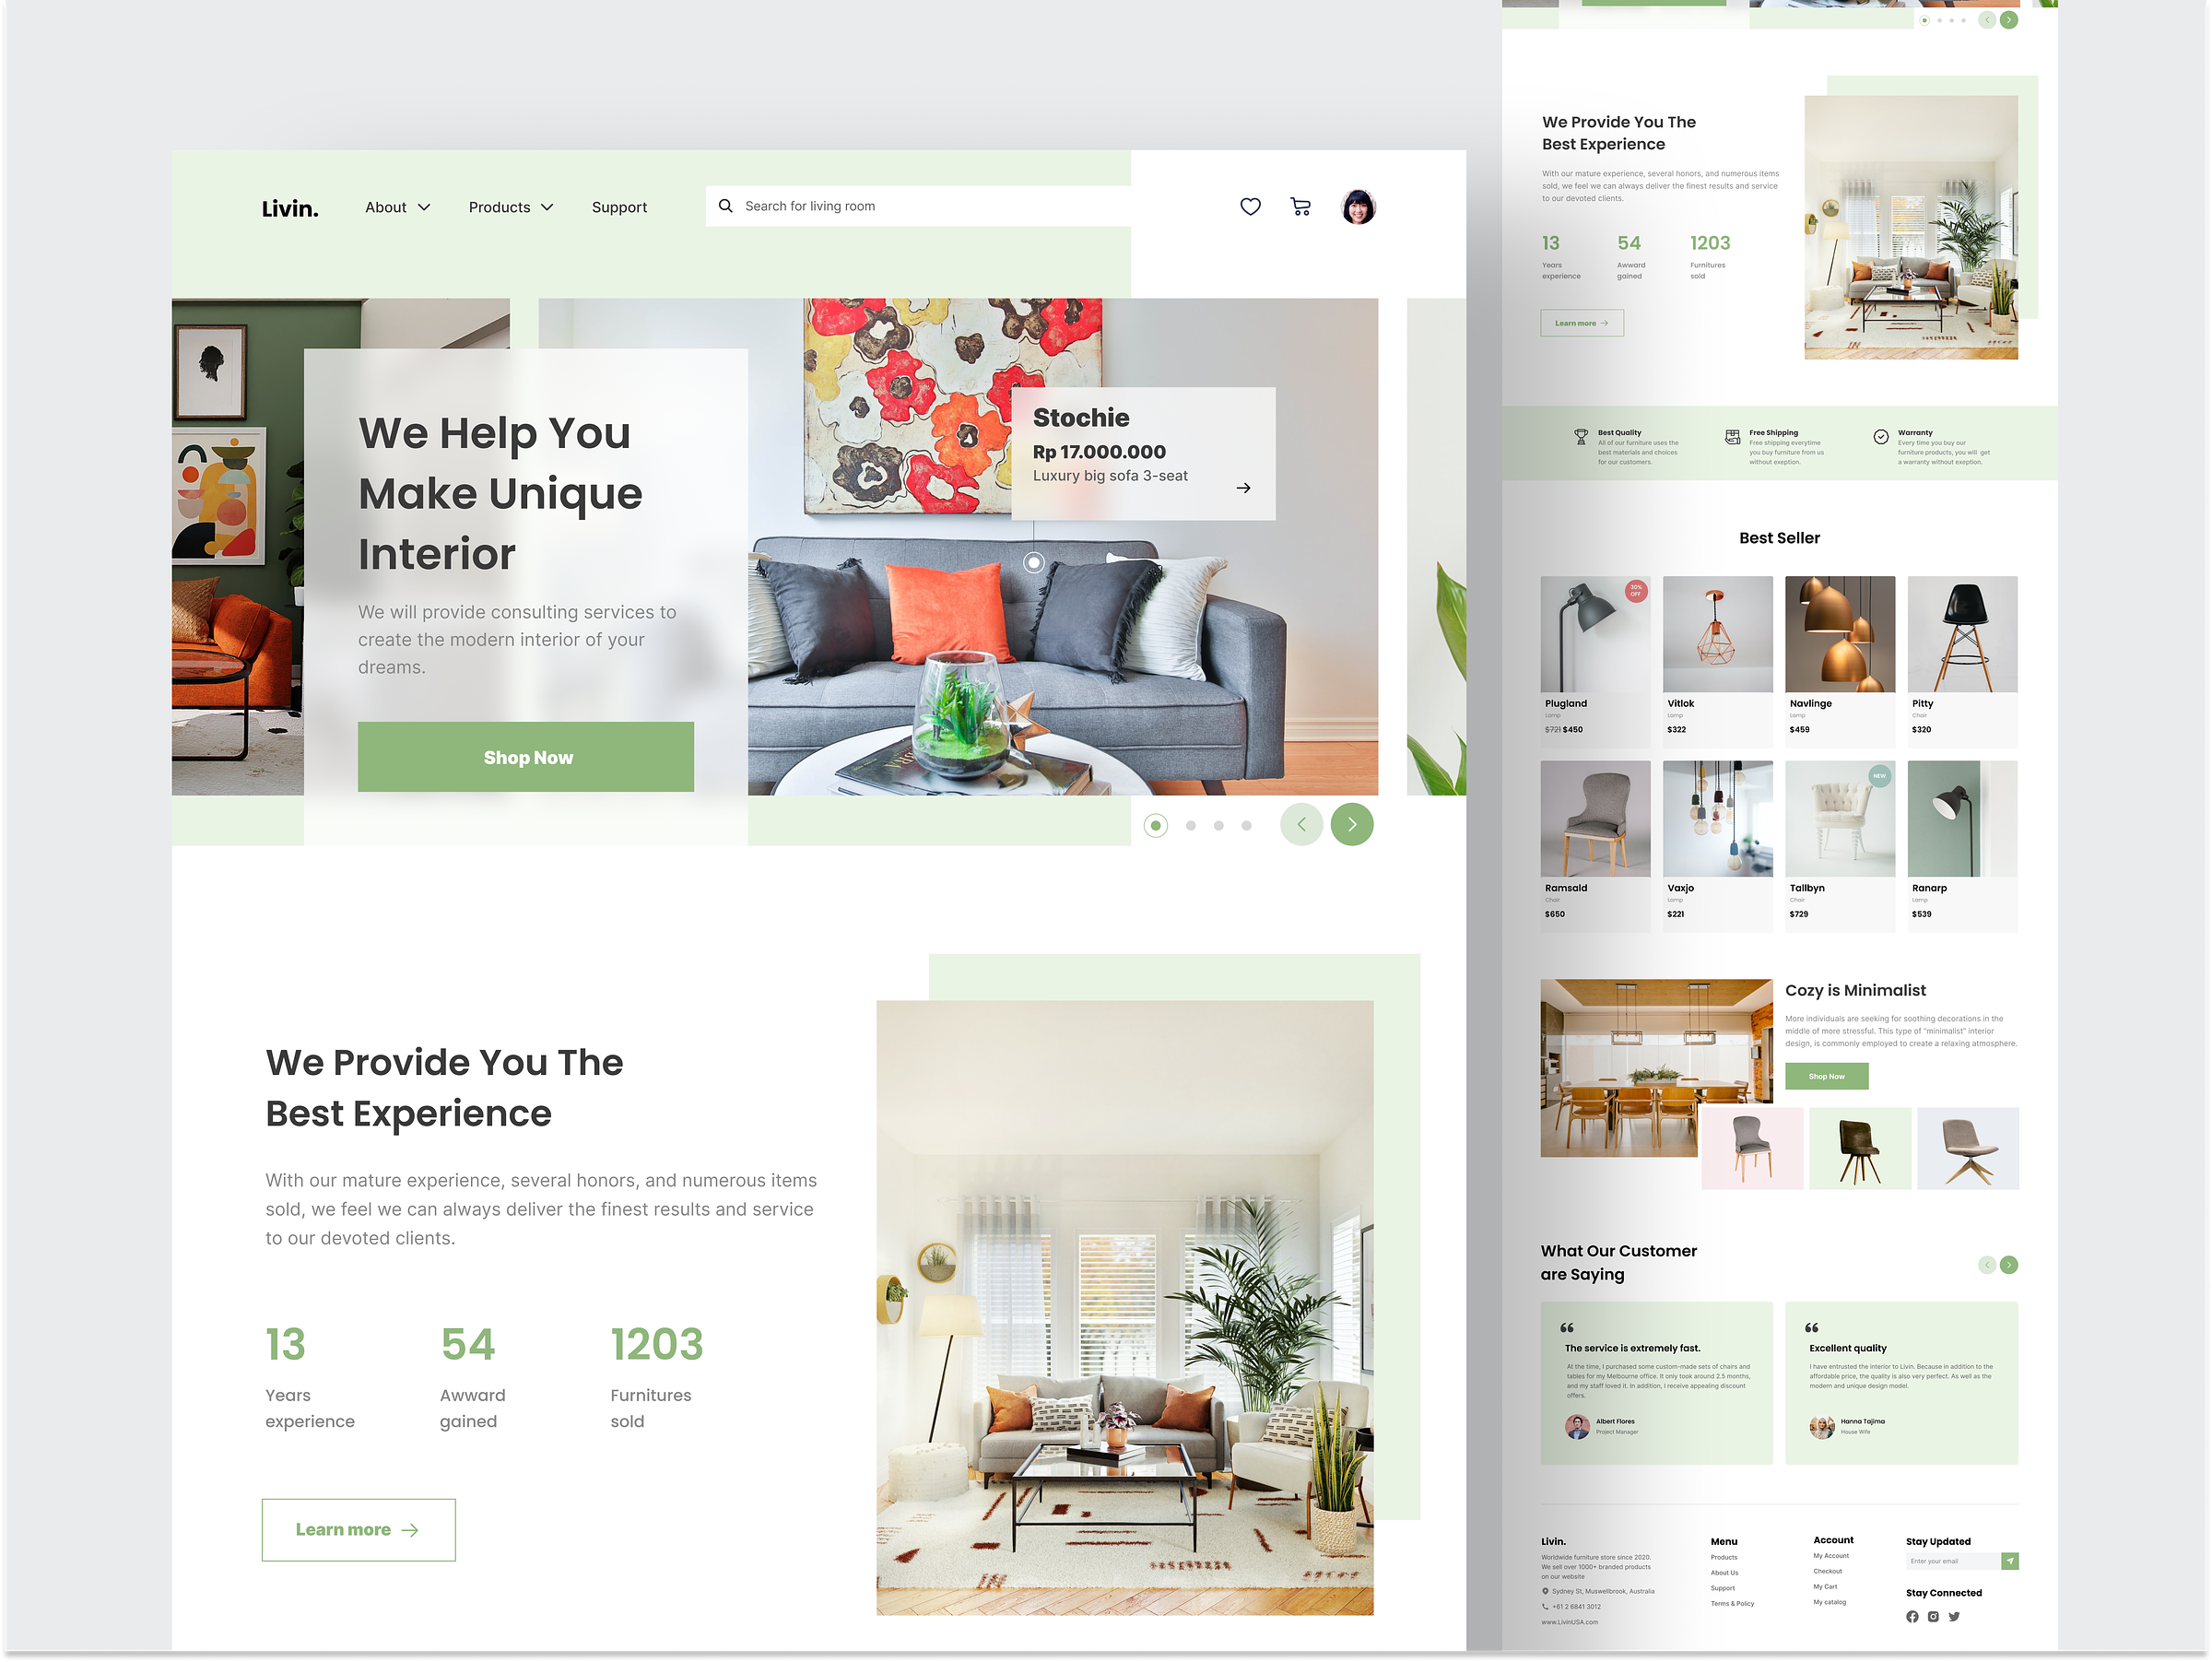 Livin.
About
Products
Support
Search for living room
We Help You
Make Unique
Interior
We will provide consulting services to
create the modern interior of your
dreams.
Shop Now
Stochie
Rp 17.000.000
Luxury big sofa 3-seat
We Provide You The
Best Experience
With our mature experience, several honors, and numerous items
sold, we feel we can always deliver the finest results and service
to our devoted clients.
13
Years
experience
54
Awward
gained
1203
Furnitures
sold
Learn more
We Provide You The
Best Experience
With our mature experience, several honors, and numerous items
sold, we feel we can always deliver the finest results and service
to our devoted clients.
13
Years
experience
54
Awward
gained
1203
Furnitures
sold
Learn more
Best Quality
All of our furniture uses the
best materials and choices
for our customers.
Free Shipping
Free shipping everytime
you buy furniture from us
without exeption.
Warranty
Every time you buy our
furniture products, you will get
a warranty without exeption.
Best Seller
30%
OFF
Plugland
Lamp
$721 $450
Vitlok
Lamp
$322
Navlinge
Lamp
$459
Pitty
Chair
$320
Ramsald
Chair
$650
Vaxjo
Lamp
$221
NEW
Tallbyn
Chair
$729
Ranarp
Lamp
$539
Cozy is Minimalist
More individuals are seeking for soothing decorations in the
middle of more stressful. This type of "minimalist" interior
design, is commonly employed to create a relaxing atmosphere.
Shop Now
What Our Customer
are Saying
The service is extremely fast.
At the time, I purchased some custom-made sets of chairs and
tables for my Melbourne office. It only took around 2.5 months,
and my staff loved it. In addition, I receive appealing discount
offers.
Albert Flores
Project Manager
Excellent quality
I have entrusted the interior to Livin. Because in addition to the
affordable price, the quality is also very perfect. As well as the
modern and unique design model.
Hanna Tajima
House Wife
Livin.
Worldwide furniture store since 2020.
We sell over 1000+ branded products
on our website
Sydney St, Muswellbrook, Australia
+61 2 6841 3012
www.LivinUSA.com
Menu
Products
About Us
Support
Terms & Policy
Account
My Account
Checkout
My Cart
My catalog
Stay Updated
Enter your email
Stay Connected